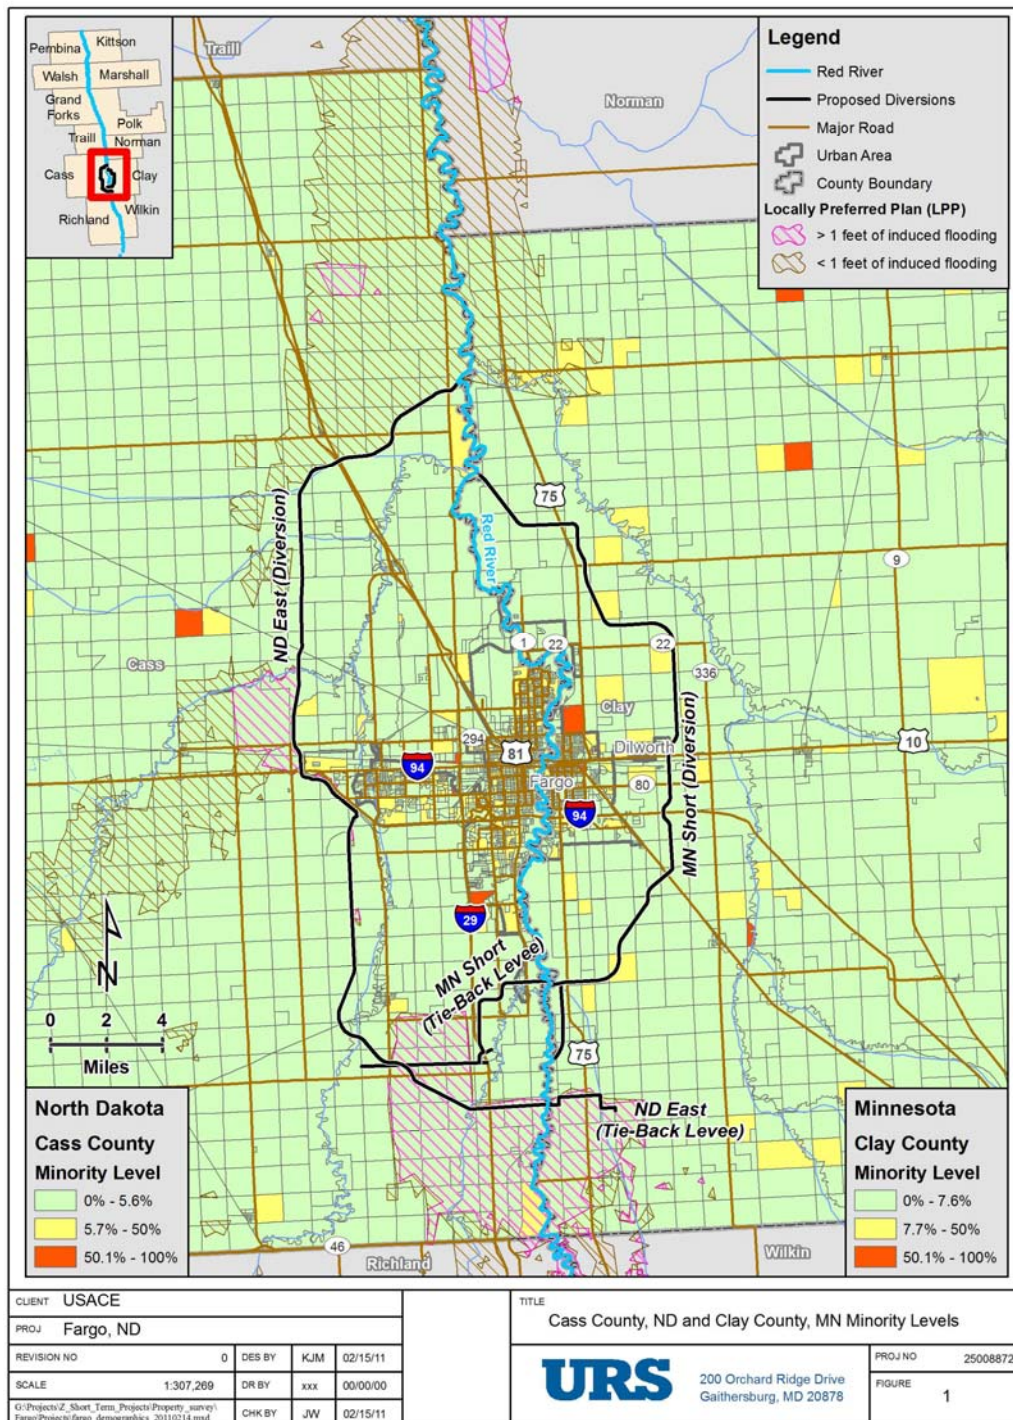 Pembina
Kittson
Walsh
Marshall
Grand
Forks
Polk
Traill
Norman
Cass
Clay
Richland
Wilkin
Traill
Norman
Legend
Red River
Proposed Diversions
Major Road
Urban Area
County Boundary
Locally Preferred Plan (LPP)
> 1 feet of induced flooding
< 1 feet of induced flooding
75
ND East (Diversion)
Red River
9
Cass
1
22
22
336
Clay
294
81
Dilworth
10
94
Fargo
80
94
MN Short (Diversion)
29
MN Short
(Tie-Back Levee)
N
0 2 4
Miles
75
ND East
(Tie-Back Levee)
North Dakota
Cass County
Minority Level
0% - 5.6%
5.7% - 50%
50.1% - 100%
46
Richland
Wilkin
Minnesota
Clay County
Minority Level
0% - 7.6%
7.7% - 50%
50.1% - 100%
CLIENT USACE
PROJ Fargo, ND
REVISION NO 0 DES BY KJM 02/15/11
SCALE 1:307,269 DR BY xxx 00/00/00
G:\Projects\Z_Short_Term_Projects\Property_survey\
Fargo\Projects\fargo_demographics_20110214.mxd CHK BY JW 02/15/11
TITLE
Cass County, ND and Clay County, MN Minority Levels
URS
200 Orchard Ridge Drive
Gaithersburg, MD 20878
PROJ NO 25008872
FIGURE
1